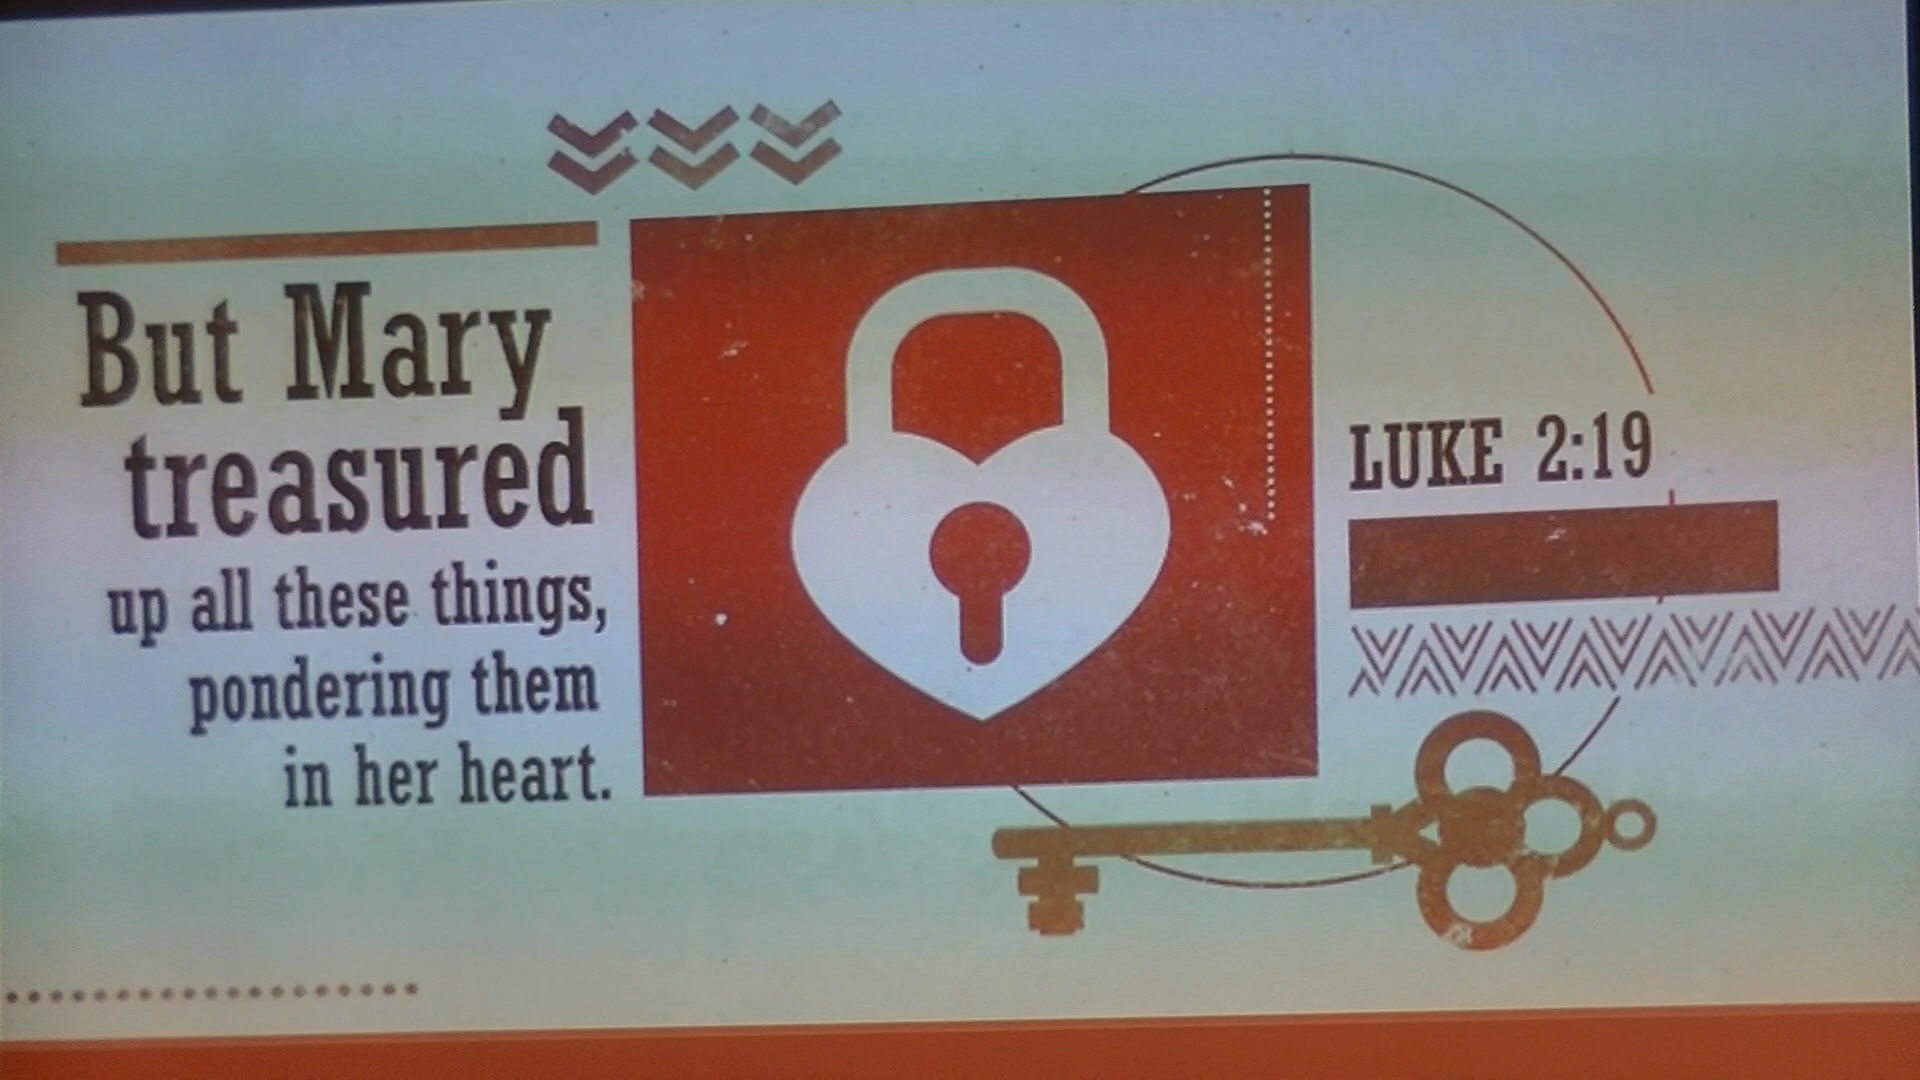 But Mary
treasured
up all these things,
pondering them
in her heart.
LUKE 2:19